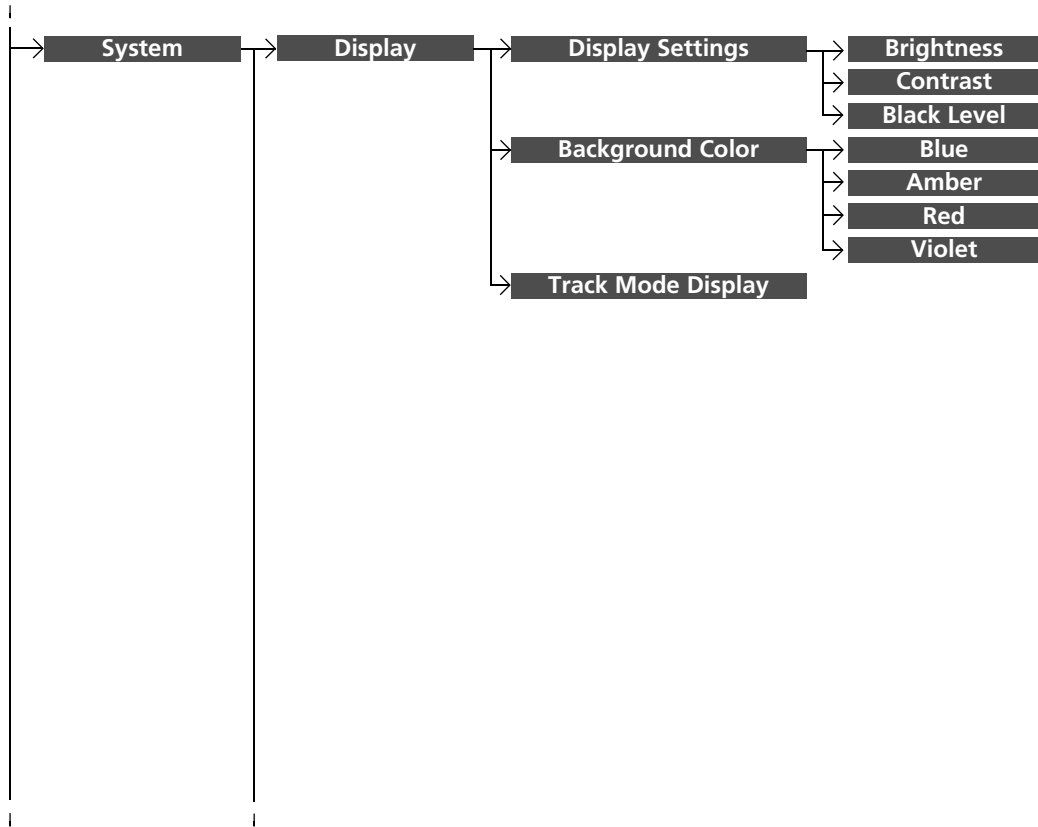 System
Display
Display Settings
Brightness
Contrast
Black Level
Background Color
Blue
Amber
Red
Violet
Track Mode Display